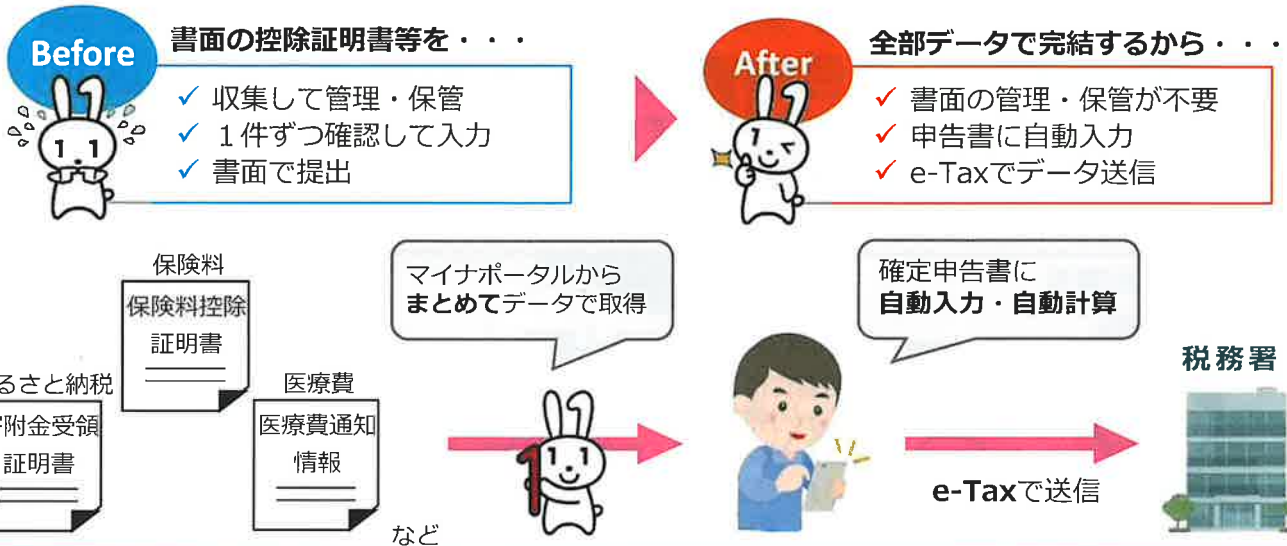 Before
書面の控除証明書等を・・・
✓ 収集して管理・保管
✓ １件ずつ確認して入力
✓ 書面で提出
After
全部データで完結するから・・・
✓ 書面の管理・保管が不要
✓ 申告書に自動入力
✓ e-Taxでデータ送信
保険料
保険料控除
証明書
るさと納税
附金受領
証明書
医療費
医療費通知
情報
など
マイナポータルから
まとめてデータで取得
確定申告書に
自動入力・自動計算
e-Taxで送信
税務署